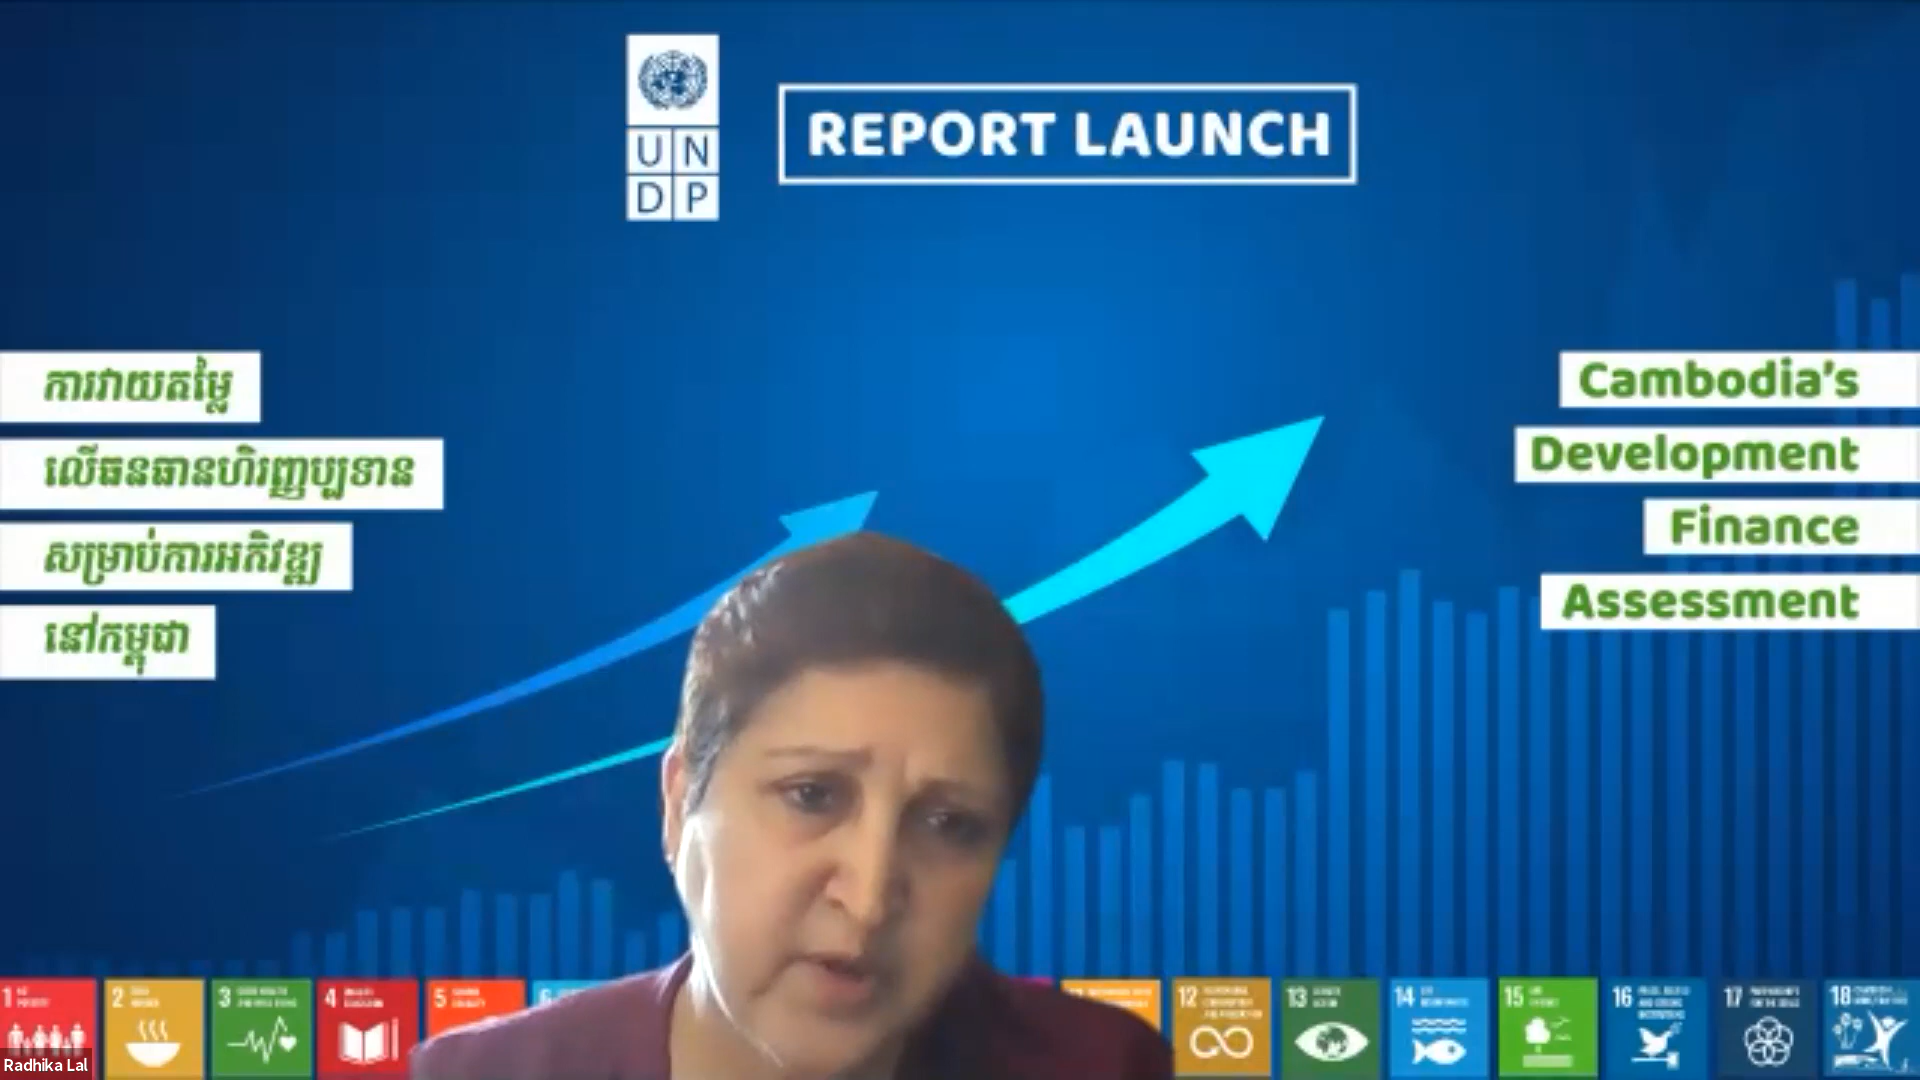 UN
DP
REPORT LAUNCH
ការវាយតម្លៃ
លើធនធានហិរញ្ញប្បទាន
សម្រាប់ការអភិវឌ្ឍ
នៅកម្ពុជា
Cambodia's
Development
Finance
Assessment
1
2
3
4
5
6
12
13
14
15
16
17
18
Radhika Lal